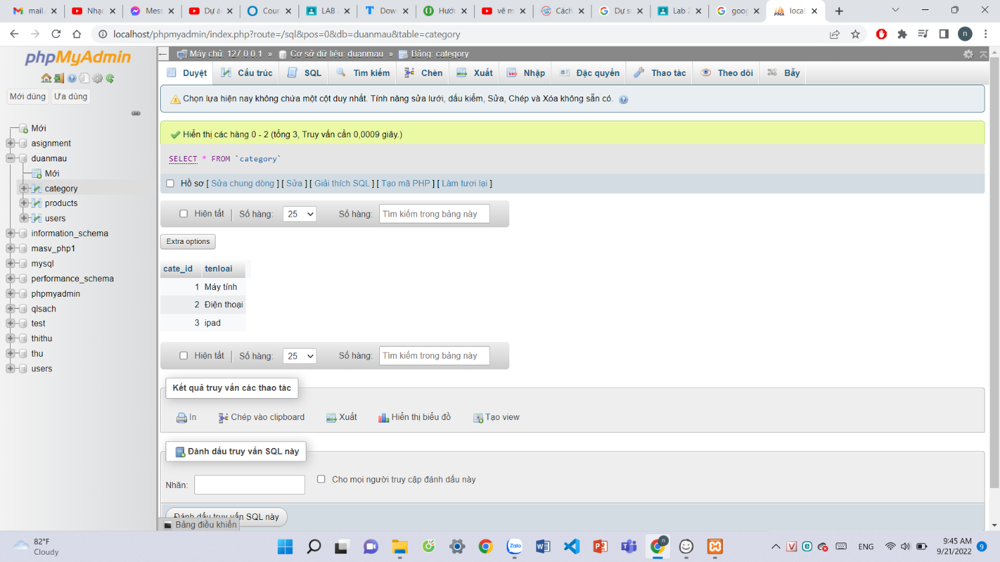 mail. Nhạc Mess Dự á Cour LAB Dow Hướn vẽ m Cách Dự s Lab 2 goog local
localhost/phpmyadmin/index.php?route=/sql&pos=0&db=duanmau&table=category n
phpMyAdmin
Mới dùng Ưa dùng
Mới
asignment
duanmau
Mới
category
products
users
information_schema
masv_php1
mysql
performance_schema
phpmyadmin
qlsach
test
thithu
thu
users
Máy chủ: 127.0.0.1 » Cơ sở dữ liệu: duanmau » Bảng: category
Duyệt Cấu trúc SQL Tìm kiếm Chèn Xuất Nhập Đặc quyền Thao tác Theo dõi Bẫy
Chọn lựa hiện nay không chứa một cột duy nhất. Tính năng sửa lưới, dấu kiểm, Sửa, Chép và Xóa không sẵn có.
Hiển thị các hàng 0 - 2 (tổng 3, Truy vấn cần 0,0009 giây.)
SELECT * FROM `category`
Hồ sơ [ Sửa chung dòng ] [ Sửa ] [ Giải thích SQL ] [ Tạo mã PHP ] [ Làm tươi lại ]
Hiện tất Số hàng: 25 Số hàng: Tìm kiếm trong bảng này
Extra options
cate_id tenloai
1 Máy tính
2 Điện thoại
3 ipad
Hiện tất Số hàng: 25 Số hàng: Tìm kiếm trong bảng này
Kết quả truy vấn các thao tác
In Chép vào clipboard Xuất Hiển thị biểu đồ Tạo view
Đánh dấu truy vấn SQL này
Nhãn: Cho mọi người truy cập đánh dấu này
Đánh dấu truy vấn SQL này
Bảng điều khiển
82°F
Cloudy
Zalo
n
ENG
9:45 AM
9/21/2022
9